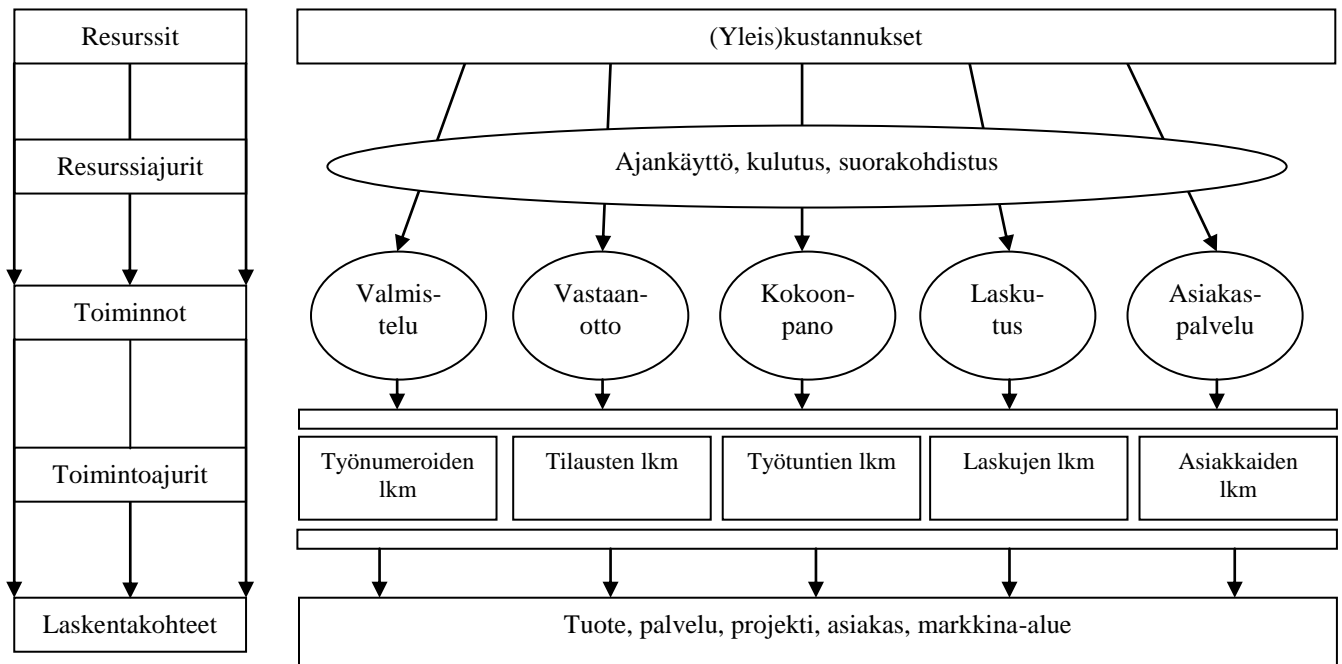 Resurssit
(Yleis)kustannukset
Resurssiajurit
Ajankäyttö, kulutus, suorakohdistus
Toiminnot
Valmis-
telu
Vastaan-
otto
Kokoon-
pano
Lasku-
tus
Asiakas-
palvelu
Toimintoajurit
Työnumeroiden
lkm
Tilausten lkm
Työtuntien lkm
Laskujen lkm
Asiakkaiden
lkm
Laskentakohteet
Tuote, palvelu, projekti, asiakas, markkina-alue